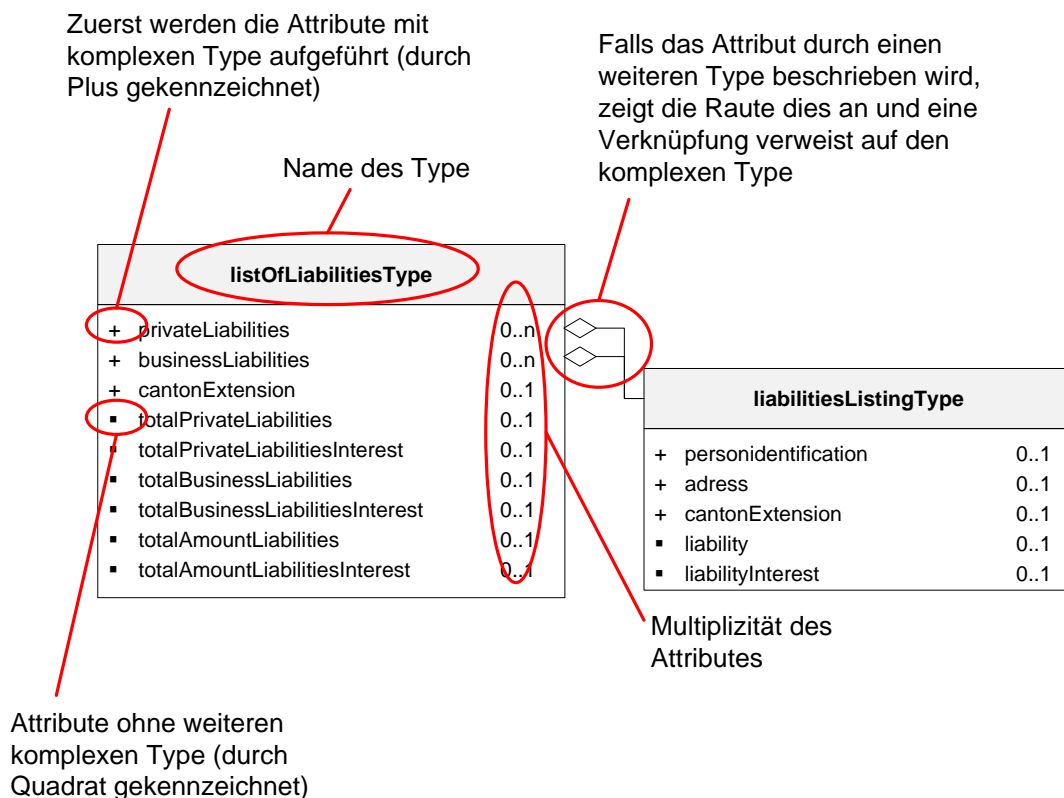 Zuerst werden die Attribute mit
komplexen Type aufgeführt (durch
Plus gekennzeichnet)
Falls das Attribut durch einen
weiteren Type beschrieben wird,
zeigt die Raute dies an und eine
Verknüpfung verweist auf den
komplexen Type
Name des Type
listOfLiabilitiesType
+ privateLiabilities 0..n
+ businessLiabilities 0..n
+ cantonExtension 0..1
▪ totalPrivateLiabilities 0..1
▪ totalPrivateLiabilitiesInterest 0..1
▪ totalBusinessLiabilities 0..1
▪ totalBusinessLiabilitiesInterest 0..1
▪ totalAmountLiabilities 0..1
▪ totalAmountLiabilitiesInterest 0..1
liabilitiesListingType
+ personidentification 0..1
+ adress 0..1
+ cantonExtension 0..1
▪ liability 0..1
▪ liabilityInterest 0..1
Multiplizität des
Attributes
Attribute ohne weiteren
komplexen Type (durch
Quadrat gekennzeichnet)